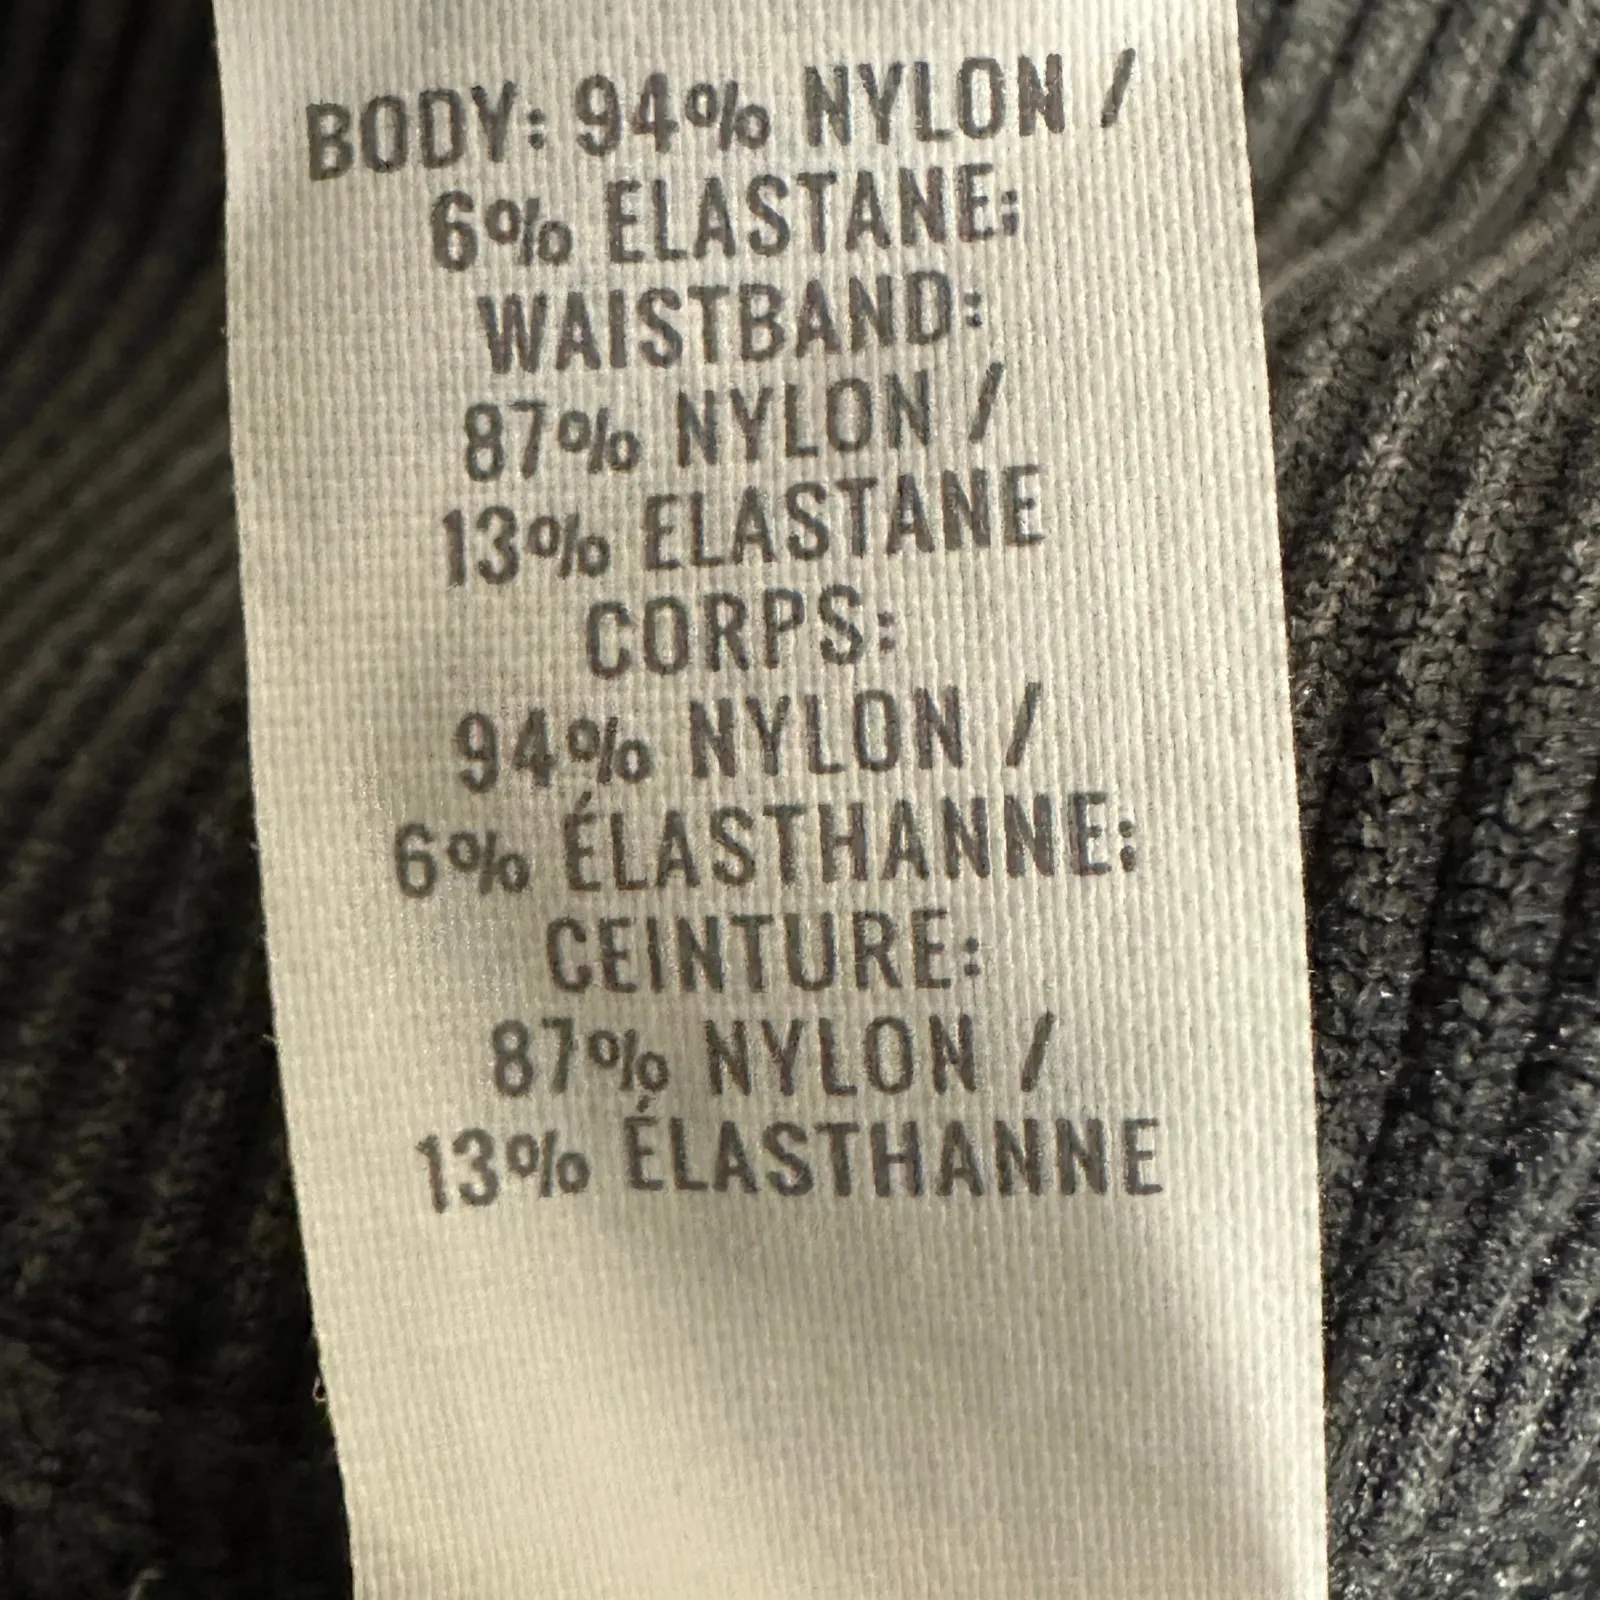 BODY: 94% NYLON /
6% ELASTANE;
WAISTBAND:
87% NYLON /
13% ELASTANE
CORPS:
94% NYLON /
6% ÉLASTHANNE;
CEINTURE:
87% NYLON /
13% ÉLASTHANNE